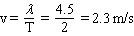 v = λ/T = 4.5/2 = 2.3 m/s